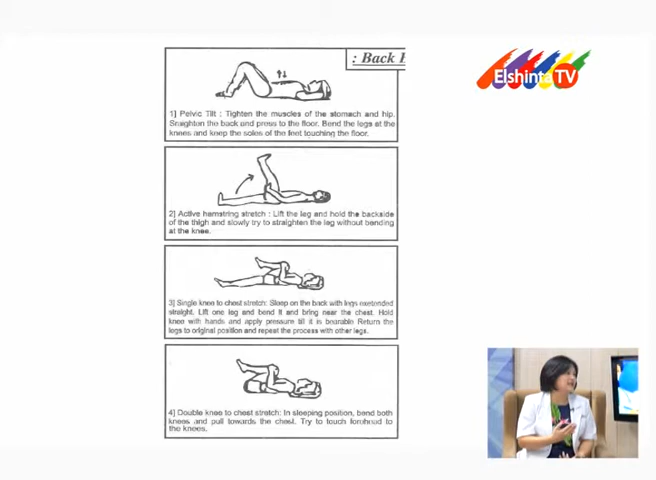 : Back
Elshinta TV
1] Pelvic Tilt : Tighten the muscles of the stomach and hip.
Sraighten the back and press to the floor. Bend the legs at the
knees and keep the soles of the feet touching the floor.
2] Active hamstring stretch : Lift the leg and hold the backside
of the thigh and slowly try to straighten the leg without bending
at the knee.
3] Single knee to chest stretch: Sleep on the back with legs exetended
straight. Lift one leg and bend it and bring near the chest. Hold
knee with hands and apply pressure till it is bearable Return the
legs to original position and repeat the process with other legs.
4] Double knee to chest stretch: In sleeping position, bend both
knees and pull towards the chest. Try to touch forehead to
the knees.